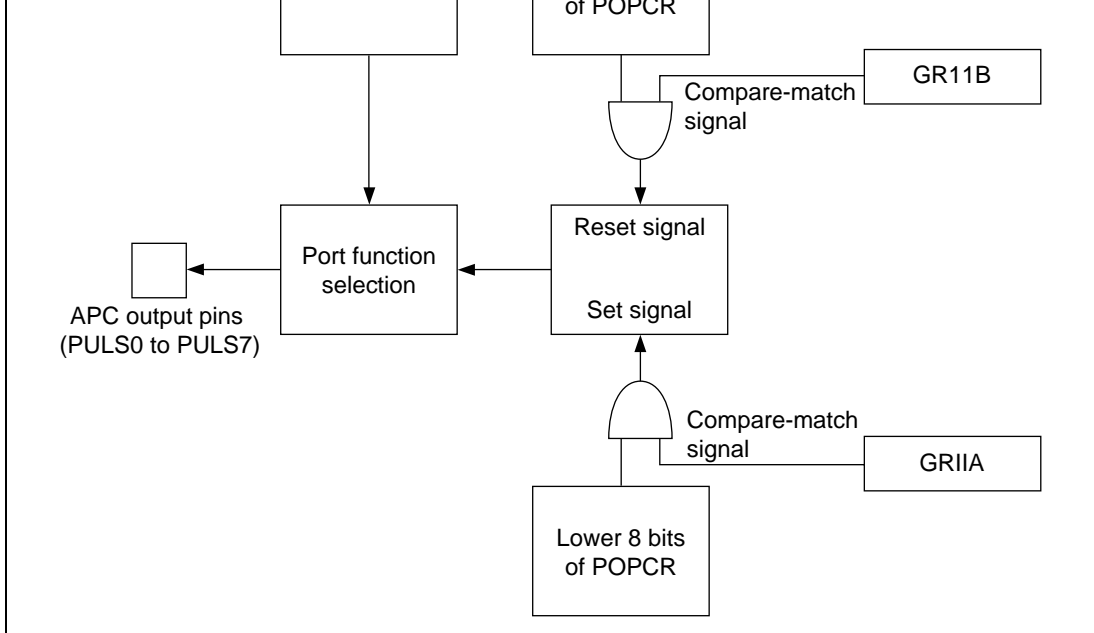 of POPCR
GR11B
Compare-match
signal
Reset signal
Port function
selection
Set signal
APC output pins
(PULS0 to PULS7)
Compare-match
signal
GRIIA
Lower 8 bits
of POPCR